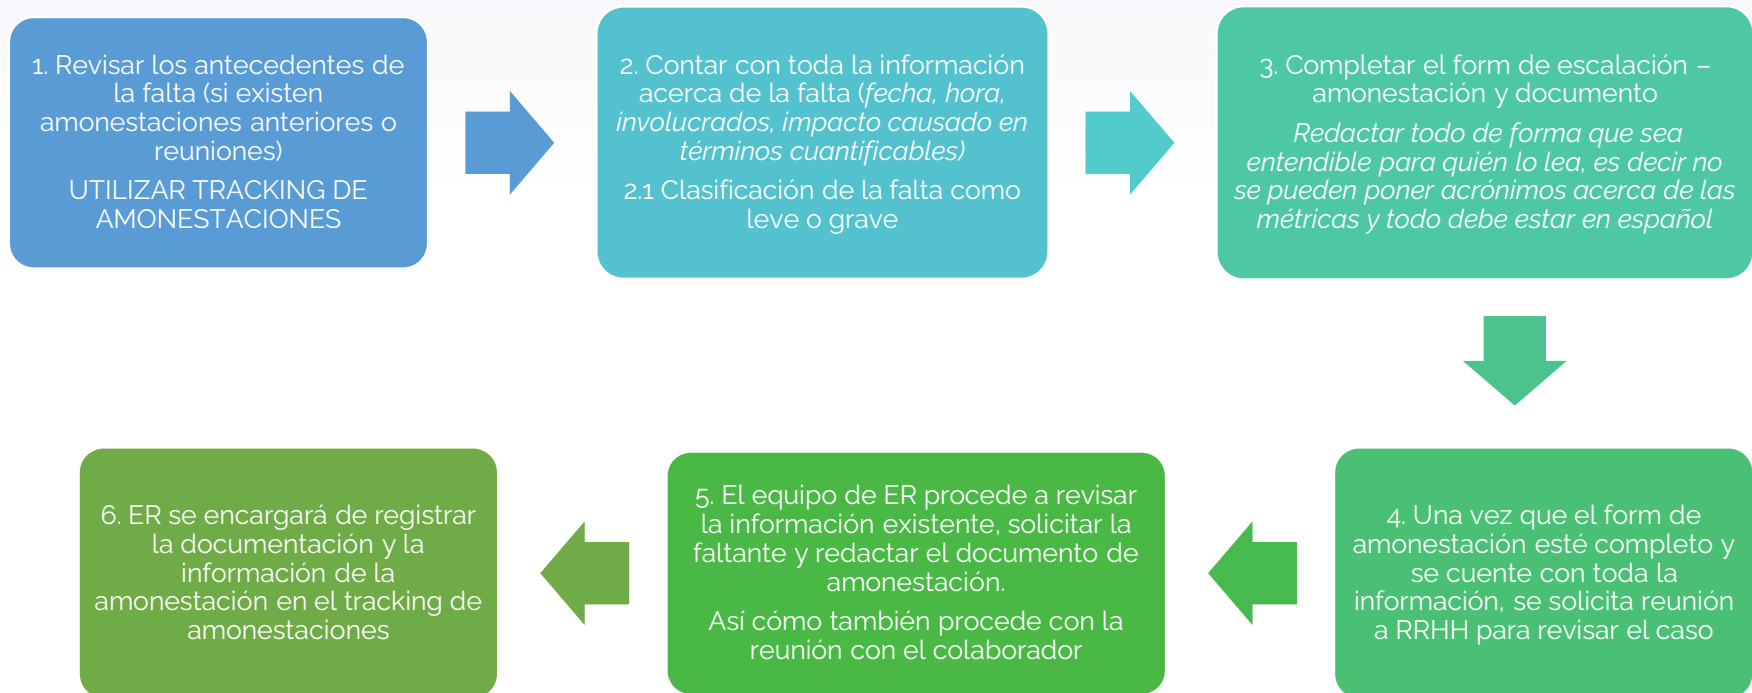 1. Revisar los antecedentes de
la falta (si existen
amonestaciones anteriores o
reuniones)
UTILIZAR TRACKING DE
AMONESTACIONES
2. Contar con toda la información
acerca de la falta (fecha, hora,
involucrados, impacto causado en
términos cuantificables)
2.1 Clasificación de la falta como
leve o grave
3. Completar el form de escalación –
amonestación y documento
Redactar todo de forma que sea
entendible para quién lo lea, es decir no
se pueden poner acrónimos acerca de las
métricas y todo debe estar en español
4. Una vez que el form de
amonestación esté completo y
se cuente con toda la
información, se solicita reunión
a RRHH para revisar el caso
5. El equipo de ER procede a revisar
la información existente, solicitar la
faltante y redactar el documento de
amonestación.
Así cómo también procede con la
reunión con el colaborador
6. ER se encargará de registrar
la documentación y la
información de la
amonestación en el tracking de
amonestaciones